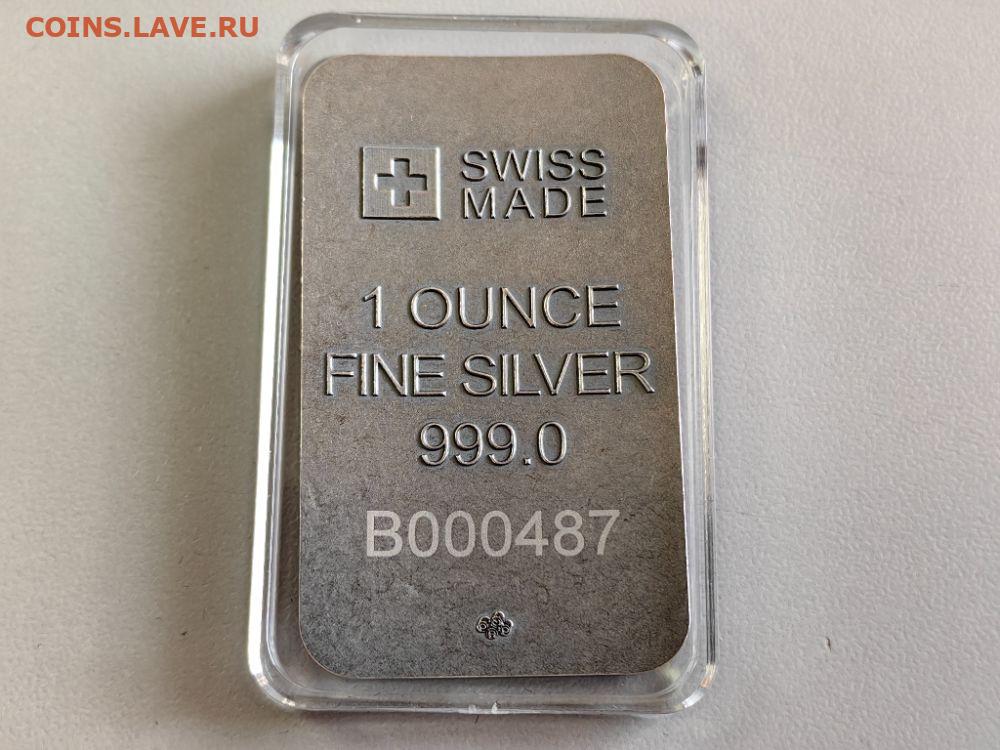 COINS.LAVE.RU
SWISS
MADE
1 OUNCE
FINE SILVER
999.0
B000487